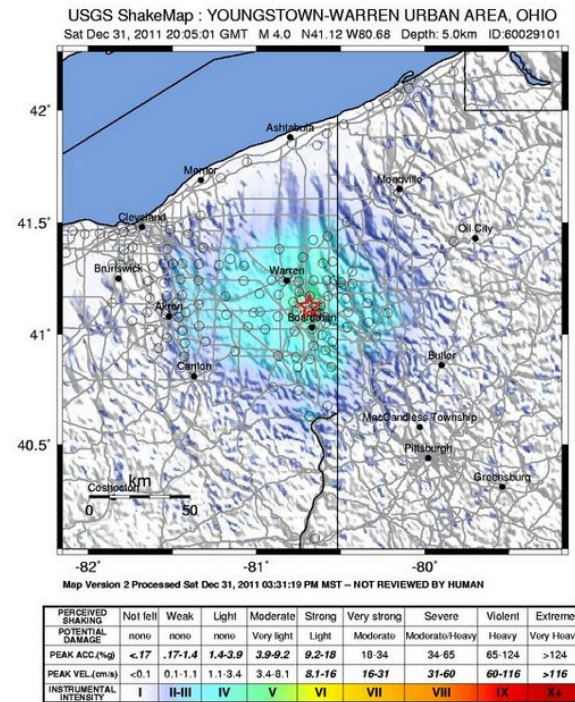 USGS ShakeMap : YOUNGSTOWN-WARREN URBAN AREA, OHIO
Sat Dec 31, 2011 20:05:01 GMT M 4.0 N41.12 W80.68 Depth: 5.0km ID:60029101
42˚
Ashtabula
Mentor
Meadville
41.5˚
Cleveland
Oil City
Brunswick
Warren
Akron
41˚
Boardman
Canton
Butler
MacCandless Township
40.5˚
Pittsburgh
Greensburg
km
Coshocton
0 50
-82˚ -81˚ -80˚
Map Version 2 Processed Sat Dec 31, 2011 03:31:19 PM MST -- NOT REVIEWED BY HUMAN
PERCEIVED SHAKING Not felt Weak Light Moderate Strong Very strong Severe Violent Extreme
POTENTIAL DAMAGE none none none Very light Light Moderate Moderate/Heavy Heavy Very Heavy
PEAK ACC.(%g) <.17 .17-1.4 1.4-3.9 3.9-9.2 9.2-18 18-34 34-65 65-124 >124
PEAK VEL.(cm/s) <0.1 0.1-1.1 1.1-3.4 3.4-8.1 8.1-16 16-31 31-60 60-116 >116
INSTRUMENTAL INTENSITY I II-III IV V VI VII VIII IX X+